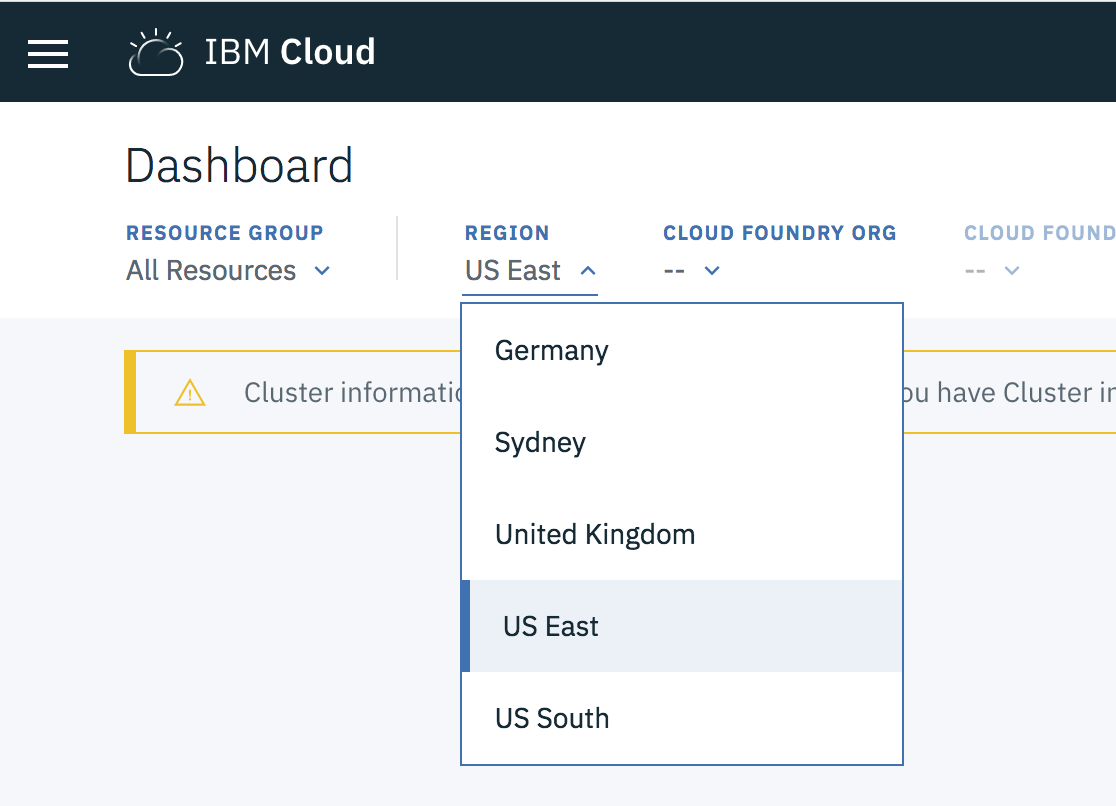 IBM Cloud
Dashboard
RESOURCE GROUP
All Resources
REGION
US East
CLOUD FOUNDRY ORG
--
CLOUD FOUND
--
Cluster informatio
ou have Cluster in
Germany
Sydney
United Kingdom
US East
US South